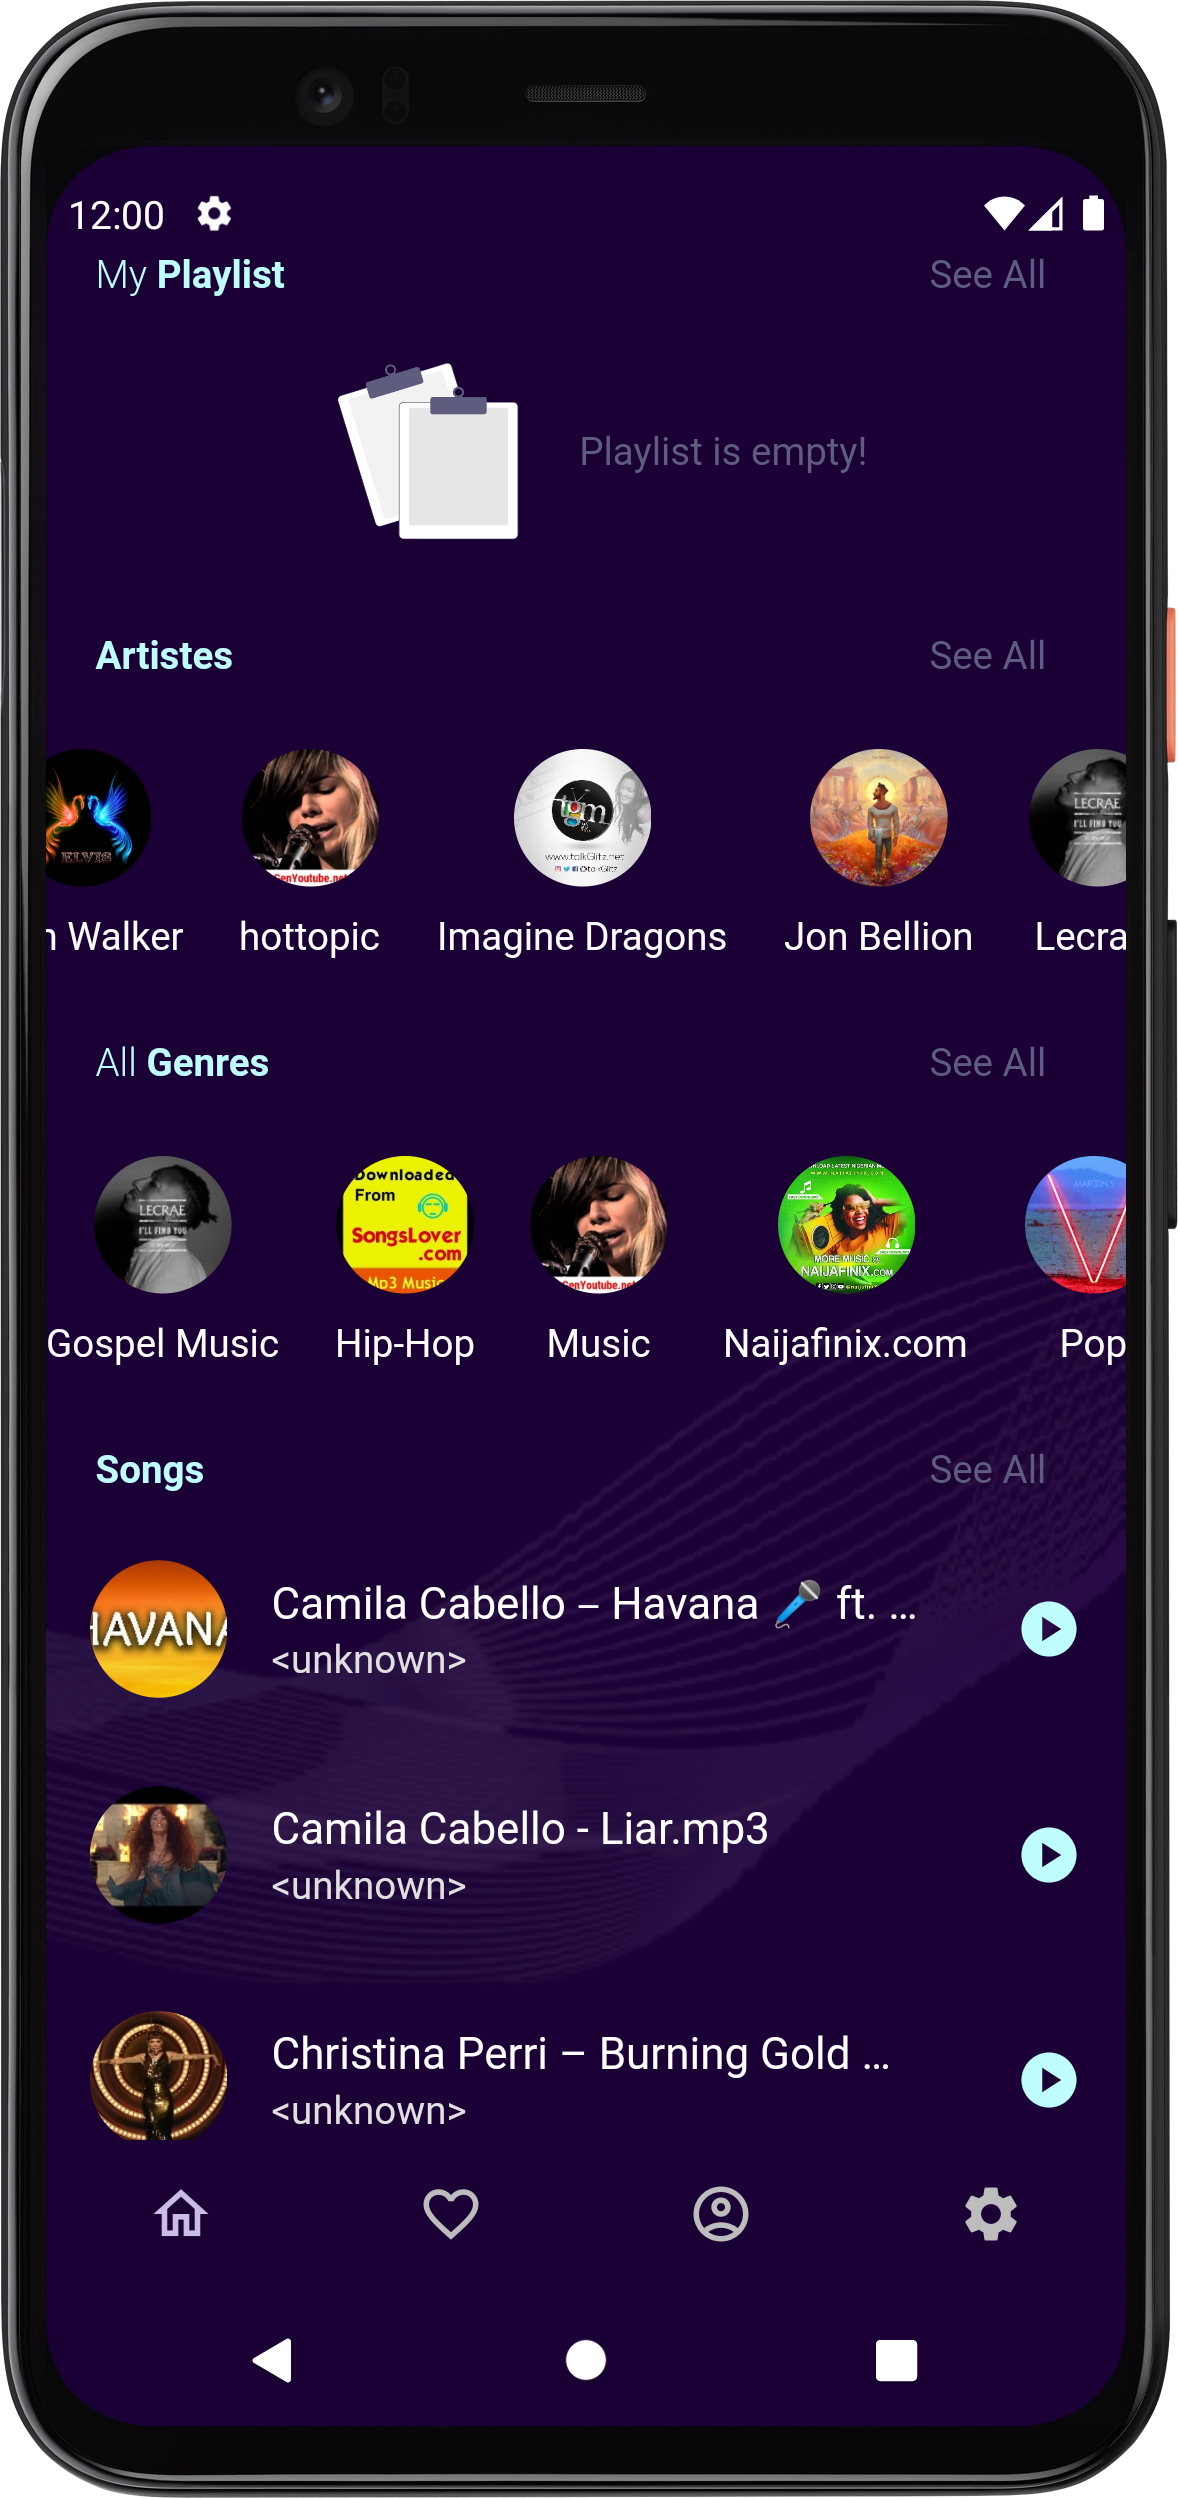 12:00
My Playlist See All
Playlist is empty!
Artistes See All
ELVIS
GenYoutube.net
tgm
www.talkGlitz.net
@talkGlitz
LECRAE
I'LL FIND YOU
n Walker hottopic Imagine Dragons Jon Bellion Lecra
All Genres See All
LECRAE
I'LL FIND YOU
Downloaded
From
SongsLover
.com
Mp3 Music
GenYoutube.net
MORE MUSIC @
NAIJAFINIX.COM
MAROON 5
Gospel Music Hip-Hop Music Naijafinix.com Pop
Songs See All
HAVANA
Camila Cabello – Havana 🎤 ft. ...
<unknown>
Camila Cabello - Liar.mp3
<unknown>
Christina Perri – Burning Gold ...
<unknown>